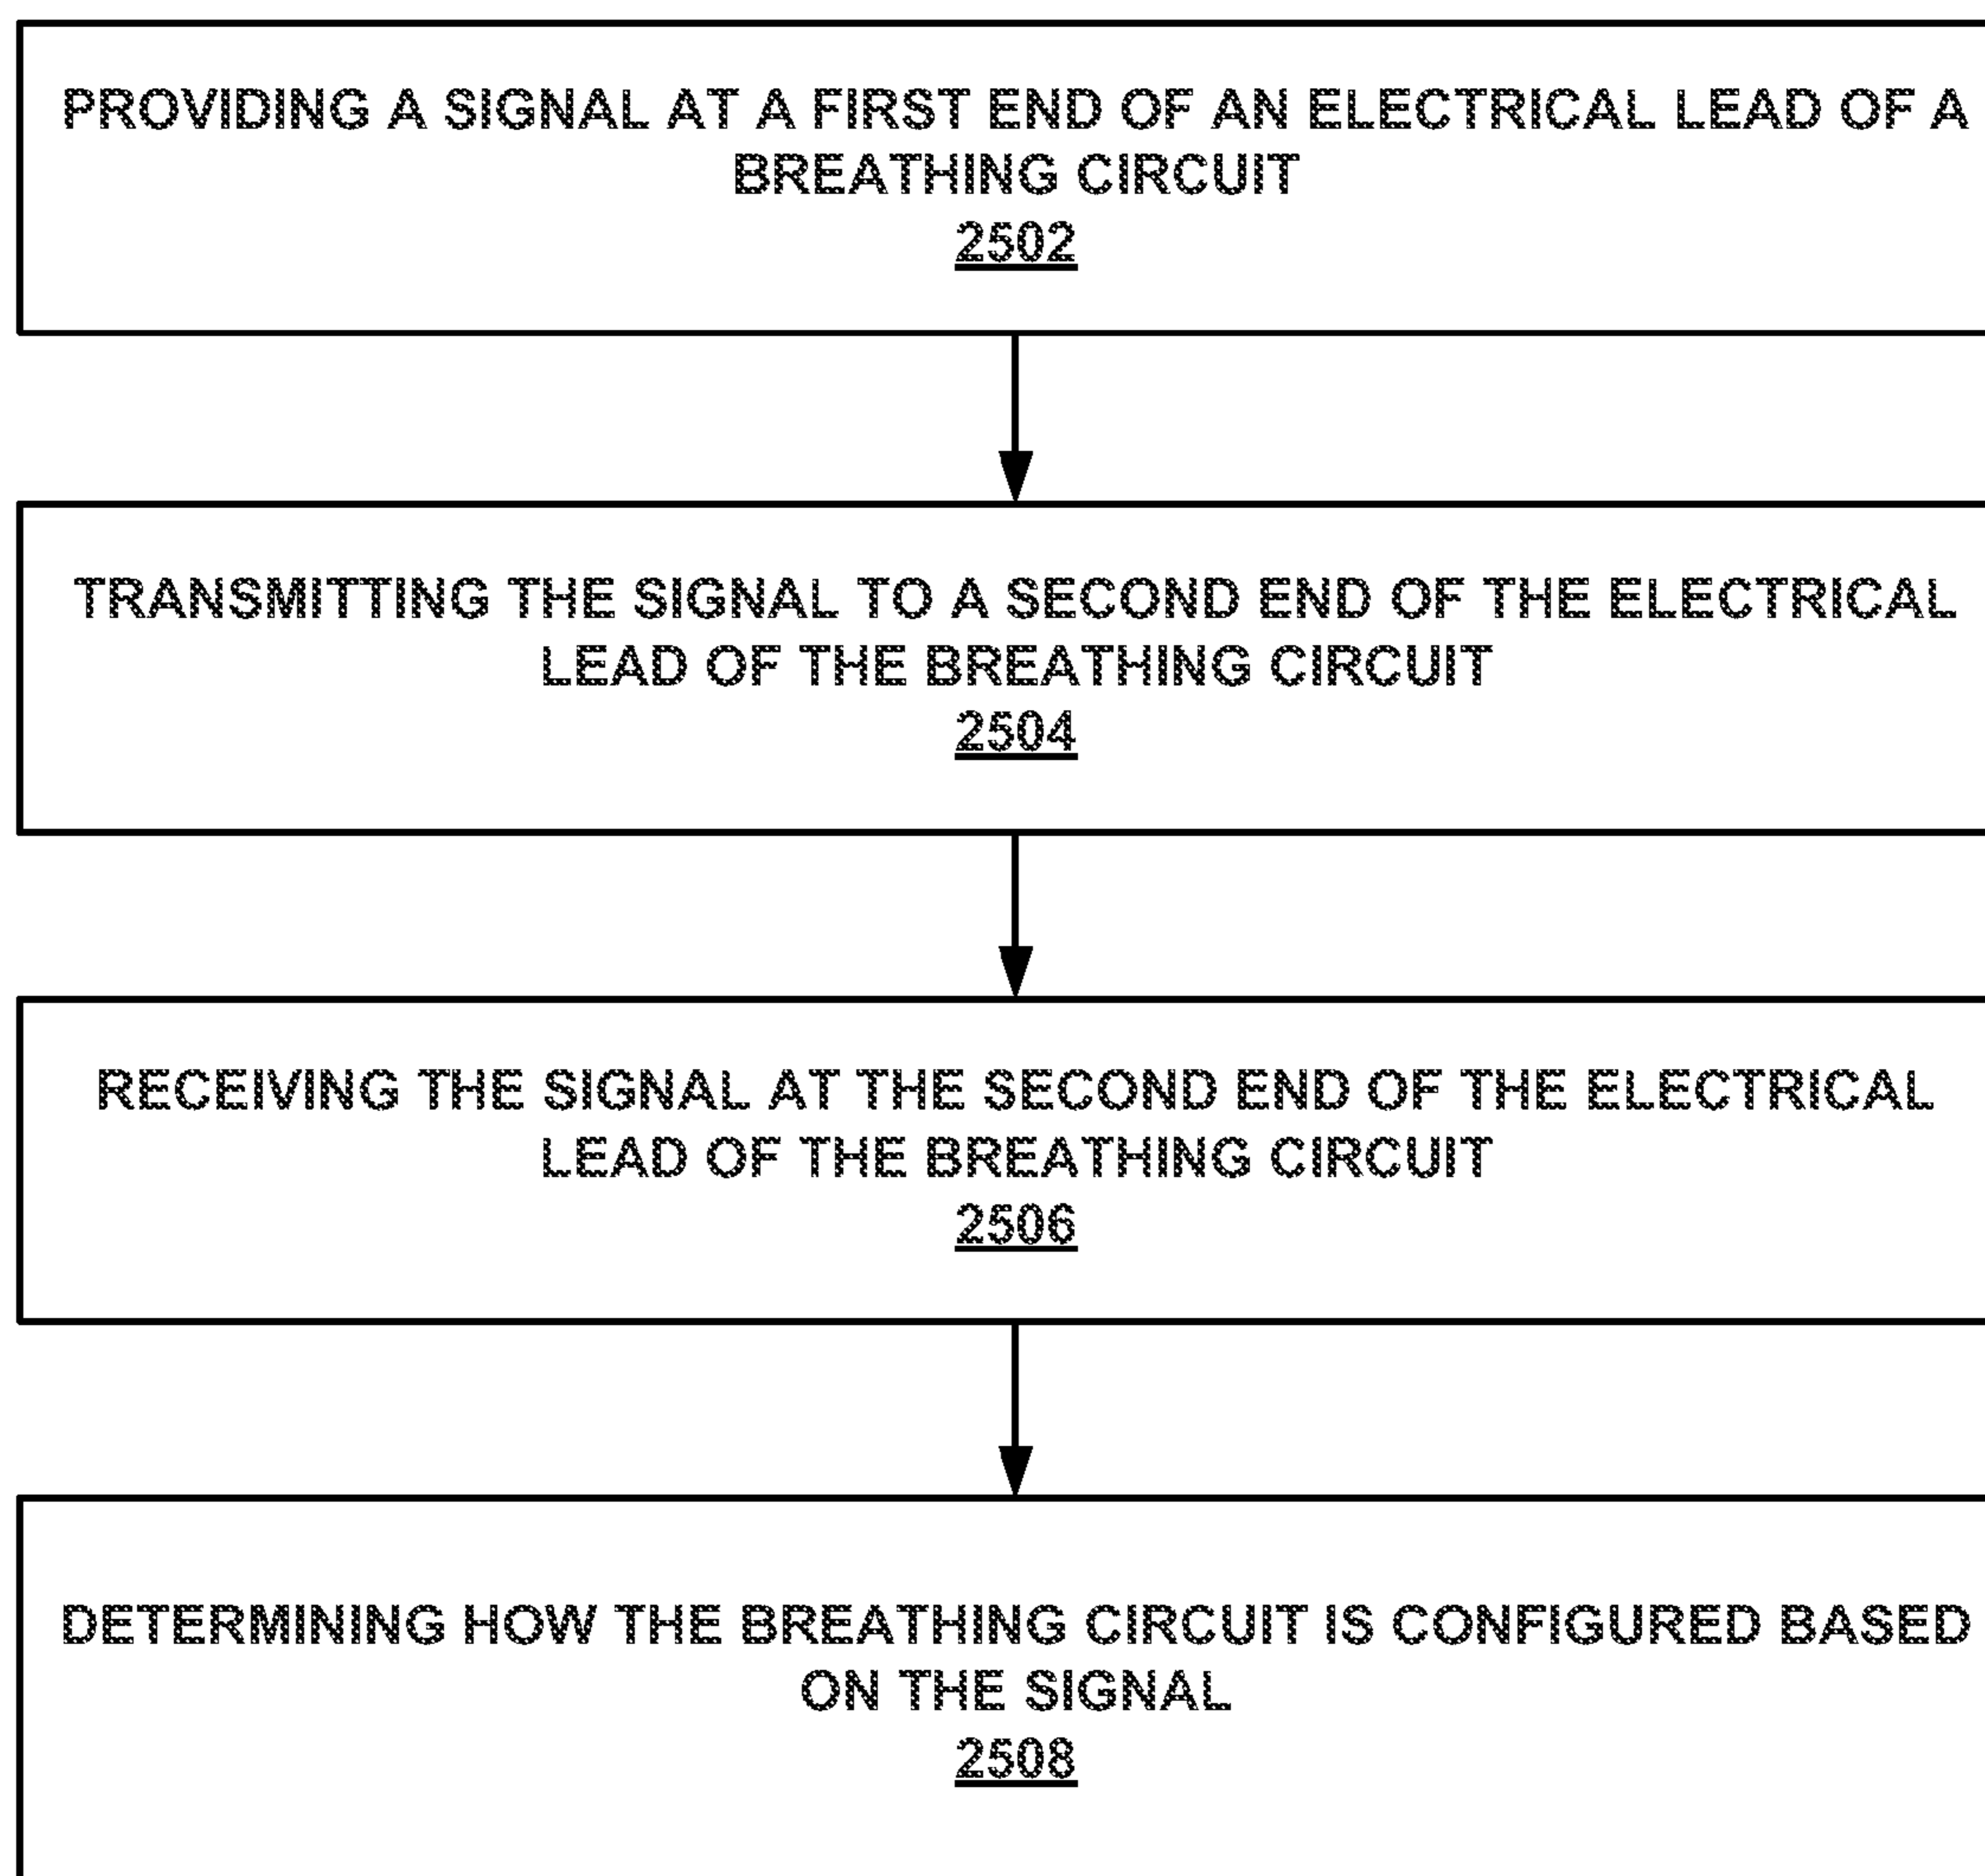 PROVIDING A SIGNAL AT A FIRST END OF AN ELECTRICAL LEAD OF A
BREATHING CIRCUIT
2502
TRANSMITTING THE SIGNAL TO A SECOND END OF THE ELECTRICAL
LEAD OF THE BREATHING CIRCUIT
2504
RECEIVING THE SIGNAL AT THE SECOND END OF THE ELECTRICAL
LEAD OF THE BREATHING CIRCUIT
2506
DETERMINING HOW THE BREATHING CIRCUIT IS CONFIGURED BASED
ON THE SIGNAL
2508